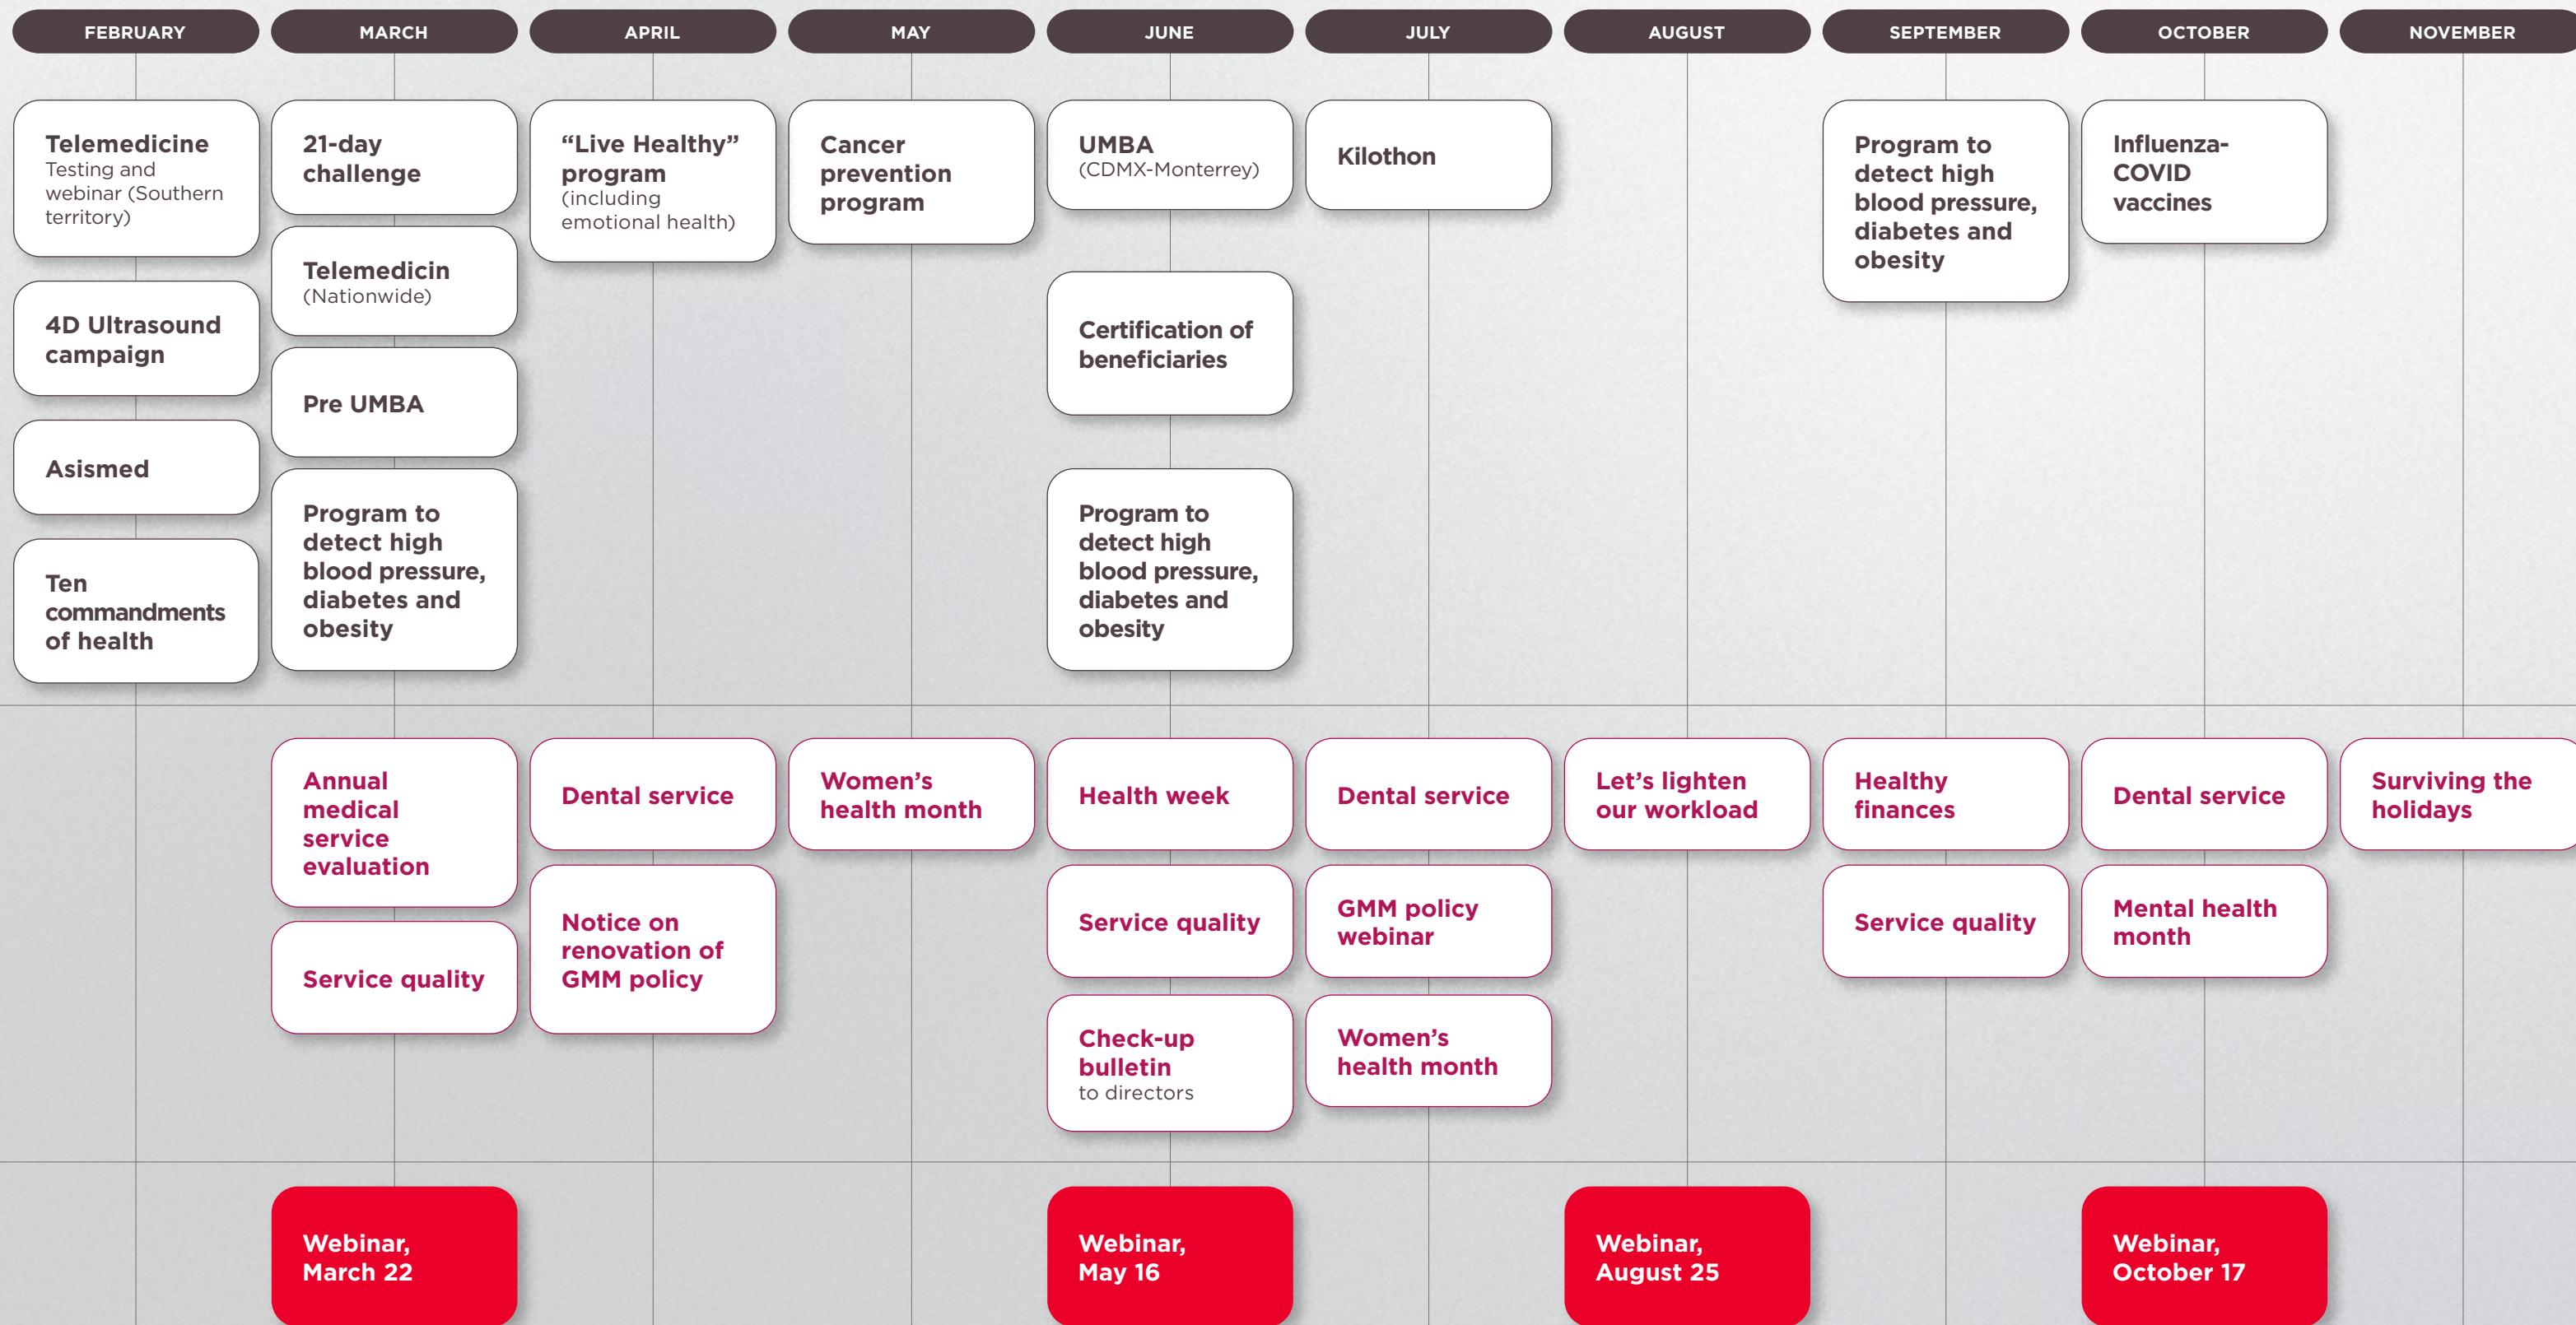 FEBRUARY
MARCH
APRIL
MAY
JUNE
JULY
AUGUST
SEPTEMBER
OCTOBER
NOVEMBER
Telemedicine
Testing and
webinar (Southern
territory)
4D Ultrasound
campaign
Asismed
Ten
commandments
of health
21-day
challenge
Telemedicin
(Nationwide)
Pre UMBA
Program to
detect high
blood pressure,
diabetes and
obesity
“Live Healthy”
program
(including
emotional health)
Cancer
prevention
program
UMBA
(CDMX-Monterrey)
Certification of
beneficiaries
Program to
detect high
blood pressure,
diabetes and
obesity
Kilothon
Program to
detect high
blood pressure,
diabetes and
obesity
Influenza-
COVID
vaccines
Annual
medical
service
evaluation
Service quality
Dental service
Notice on
renovation of
GMM policy
Women’s
health month
Health week
Service quality
Check-up
bulletin
to directors
Dental service
GMM policy
webinar
Women’s
health month
Let’s lighten
our workload
Healthy
finances
Service quality
Dental service
Mental health
month
Surviving the
holidays
Webinar,
March 22
Webinar,
May 16
Webinar,
August 25
Webinar,
October 17